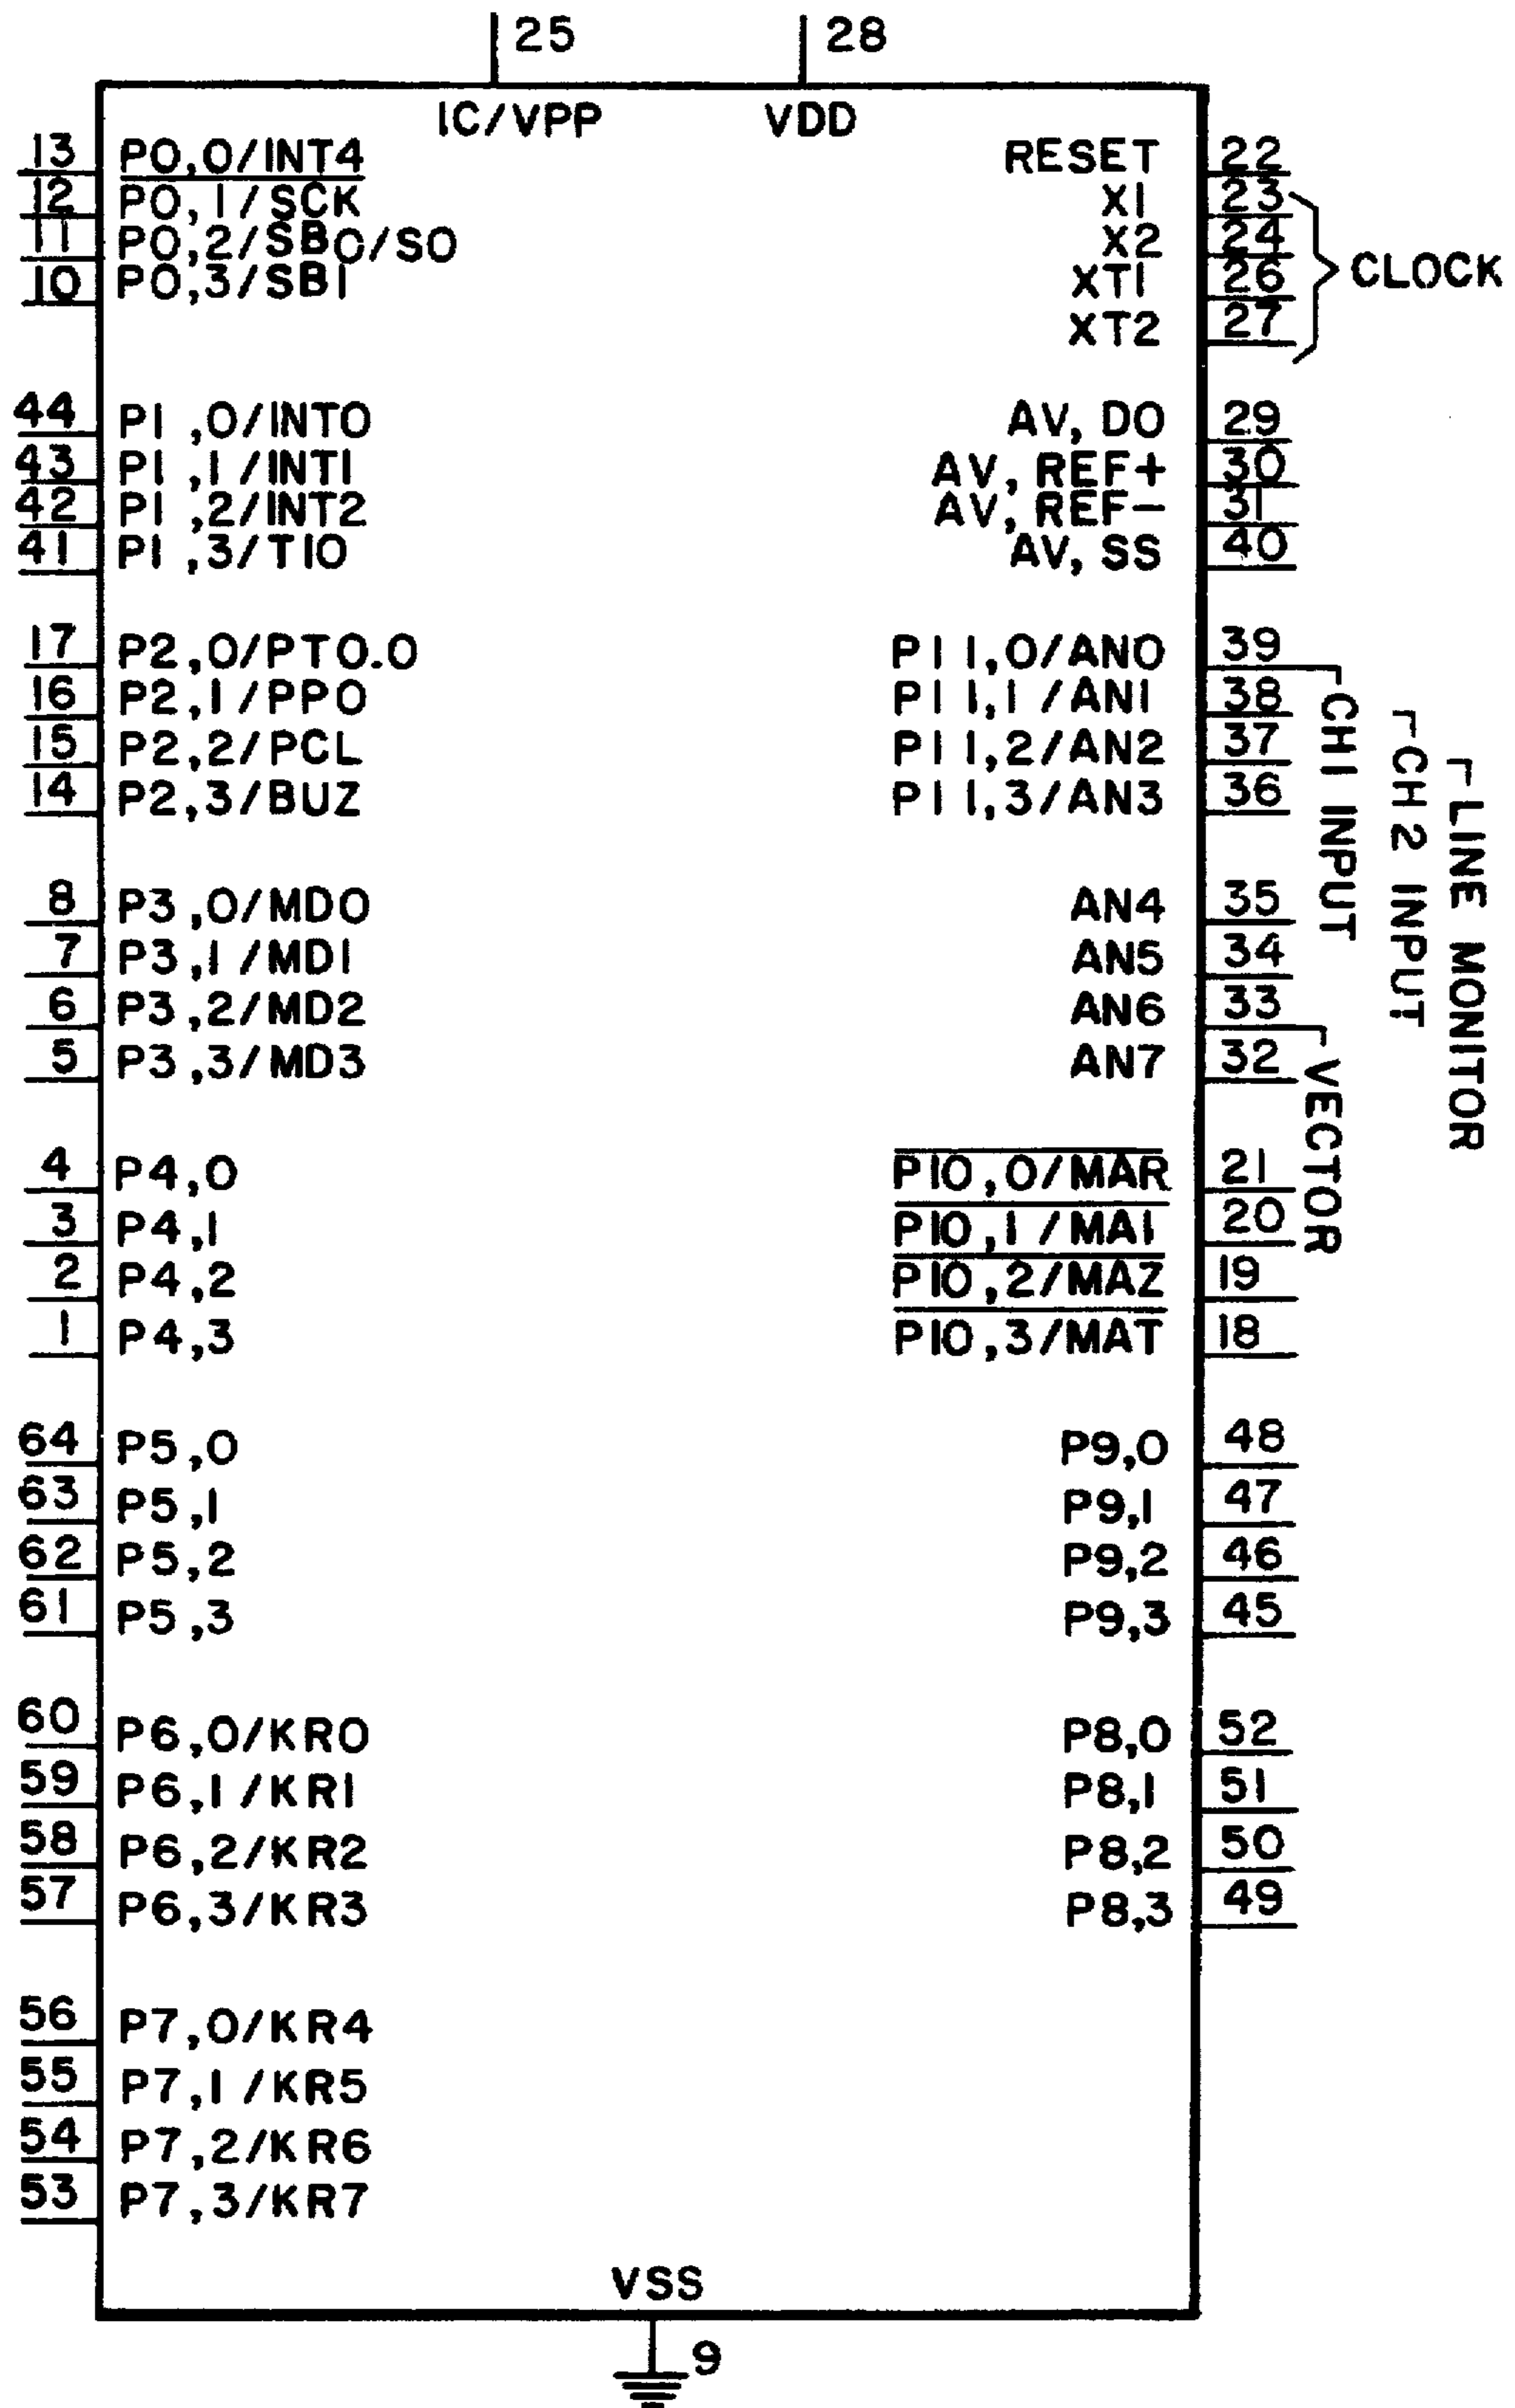 25 28
IC/VPP VDD
13 P0,0/INT4
12 P0,1/SCK
11 P0,2/SB0/SO
10 P0,3/SB1
44 P1,0/INT0
43 P1,1/INT1
42 P1,2/INT2
41 P1,3/TIO
17 P2,0/PTO.0
16 P2,1/PPO
15 P2,2/PCL
14 P2,3/BUZ
8 P3,0/MD0
7 P3,1/MD1
6 P3,2/MD2
5 P3,3/MD3
4 P4,0
3 P4,1
2 P4,2
1 P4,3
64 P5,0
63 P5,1
62 P5,2
61 P5,3
60 P6,0/KR0
59 P6,1/KR1
58 P6,2/KR2
57 P6,3/KR3
56 P7,0/KR4
55 P7,1/KR5
54 P7,2/KR6
53 P7,3/KR7
RESET 22
X1 23
X2 24
XT1 26
XT2 27
CLOCK
AV, DO 29
AV, REF+ 30
AV, REF- 31
AV, SS 40
P11,0/AN0 39
P11,1/AN1 38
P11,2/AN2 37
P11,3/AN3 36
AN4 35
AN5 34
AN6 33
AN7 32
CH1 INPUT
CH 2 INPUT
LINE MONITOR
VECTOR
P10,0/MAR 21
P10,1/MAI 20
P10,2/MAZ 19
P10,3/MAT 18
P9,0 48
P9,1 47
P9,2 46
P9,3 45
P8,0 52
P8,1 51
P8,2 50
P8,3 49
VSS
9